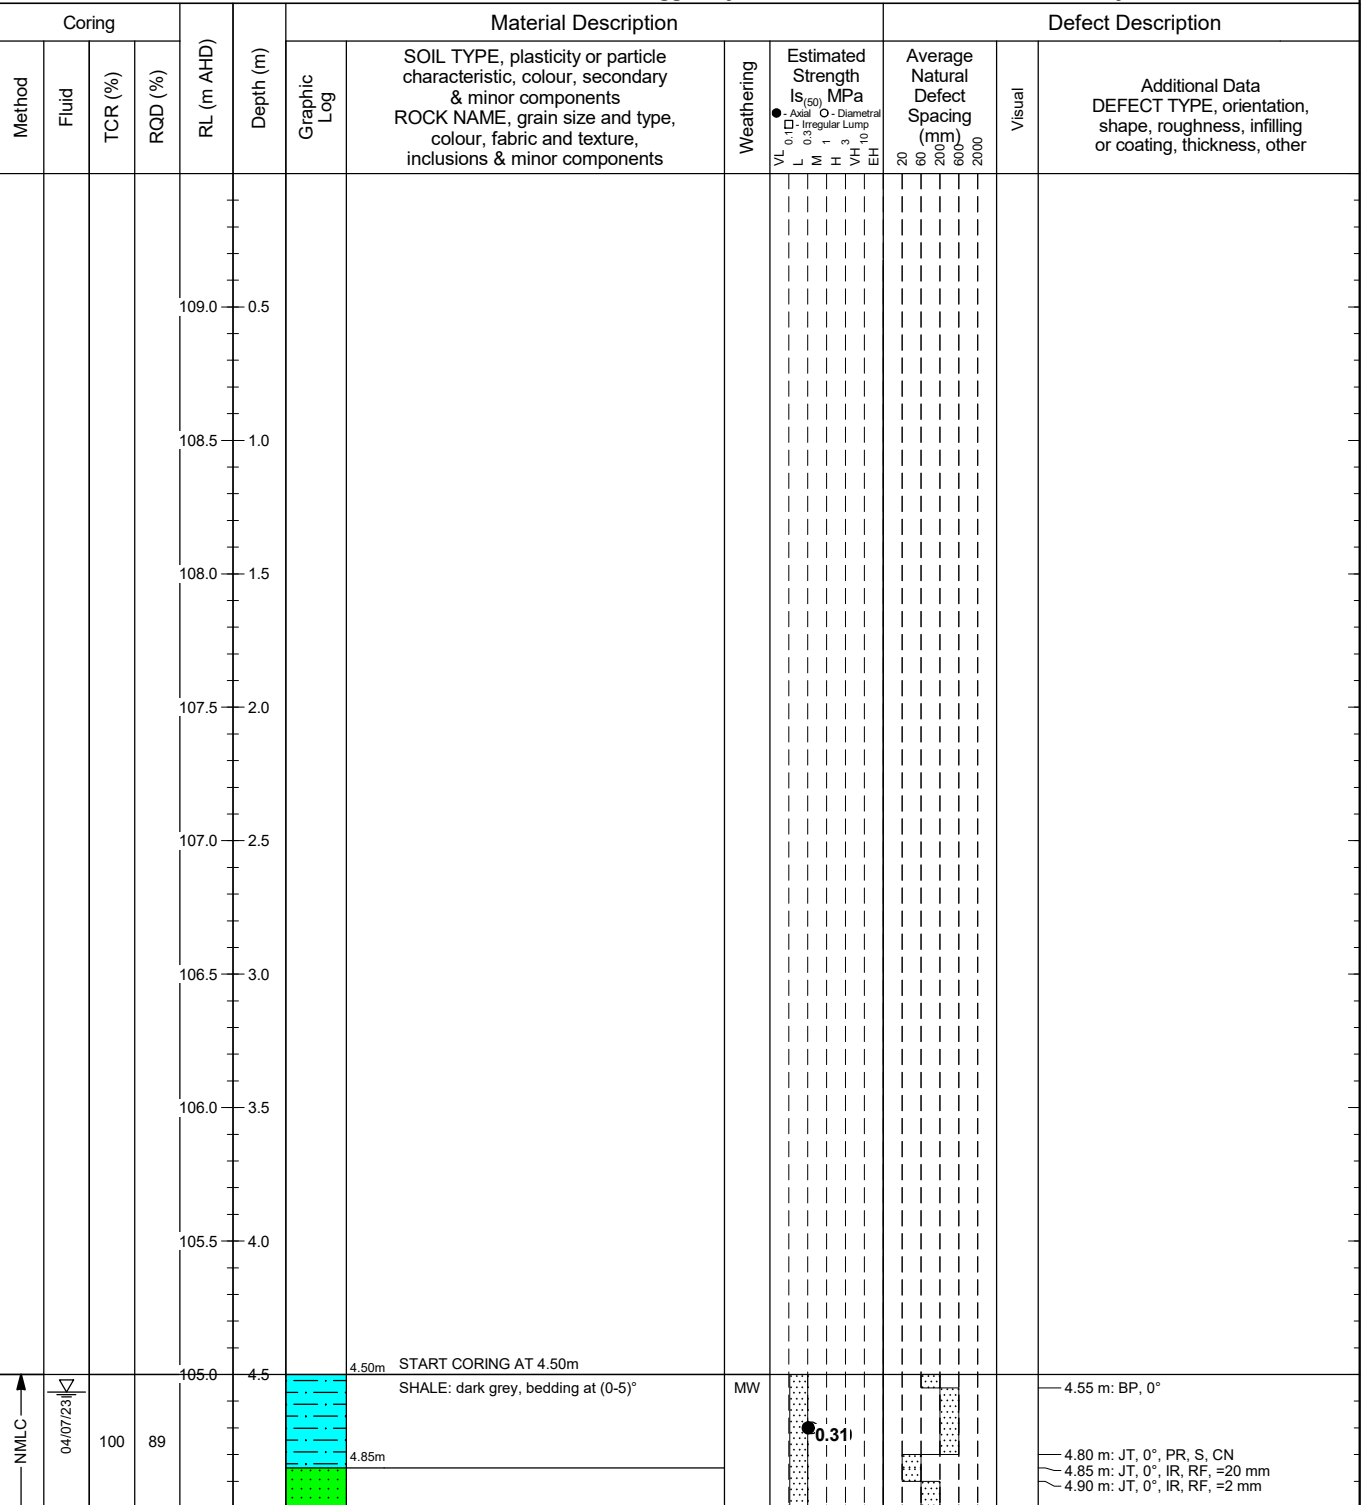 Coring
Material Description
Defect Description
Method
Fluid
TCR (%)
RQD (%)
RL (m AHD)
Depth (m)
Graphic
Log
SOIL TYPE, plasticity or particle
characteristic, colour, secondary
& minor components
ROCK NAME, grain size and type,
colour, fabric and texture,
inclusions & minor components
Weathering
Estimated
Strength
Is(50) MPa
● - Axial O - Diametral
□ - Irregular Lump
VL 0.1 L 0.3 M 1 H 3 VH 10 EH
Average
Natural
Defect
Spacing
(mm)
20 60 200 600 2000
Visual
Additional Data
DEFECT TYPE, orientation,
shape, roughness, infilling
or coating, thickness, other
109.0 0.5
108.5 1.0
108.0 1.5
107.5 2.0
107.0 2.5
106.5 3.0
106.0 3.5
105.5 4.0
105.0 4.5
4.50m START CORING AT 4.50m
SHALE: dark grey, bedding at (0-5)°
MW
4.55 m: BP, 0°
NMLC
04/07/23
100 89
0.31
4.85m
4.80 m: JT, 0°, PR, S, CN
4.85 m: JT, 0°, IR, RF, =20 mm
4.90 m: JT, 0°, IR, RF, =2 mm